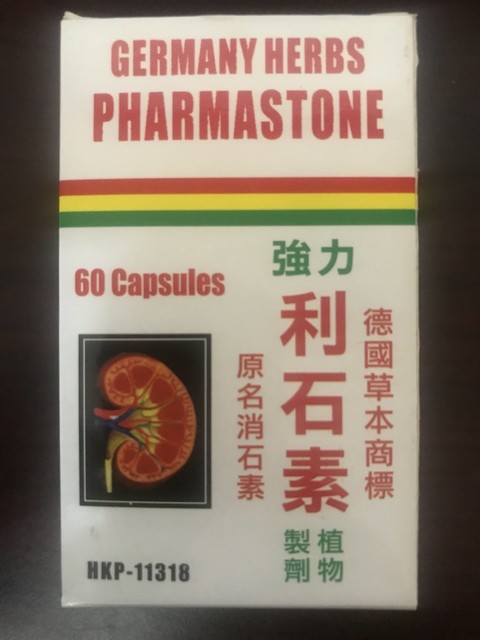 GERMANY HERBS
PHARMASTONE
60 Capsules
強力
利石素
德國草本商標
原名消石素
植物
製劑
HKP-11318